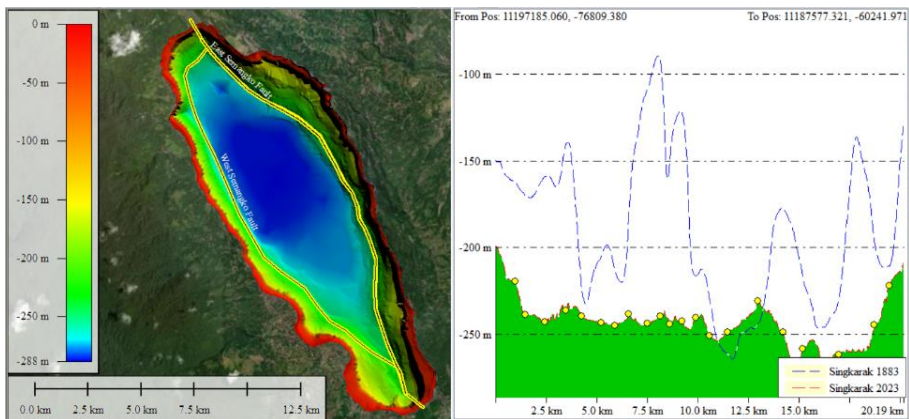 0 m
-50 m
-100 m
-150 m
-200 m
-250 m
-288 m
East Semangko Fault
West Semangko Fault
0.0 km 2.5 km 5.0 km 7.5 km 12.5 km
From Pos: 11197185.060, -76809.380 To Pos: 11187577.321, -60241.971
-100 m
-150 m
-200 m
-250 m
Singkarak 1883
Singkarak 2023
2.5 km 5.0 km 7.5 km 10.0 km 12.5 km 15.0 km 17.5 km 20.19 km